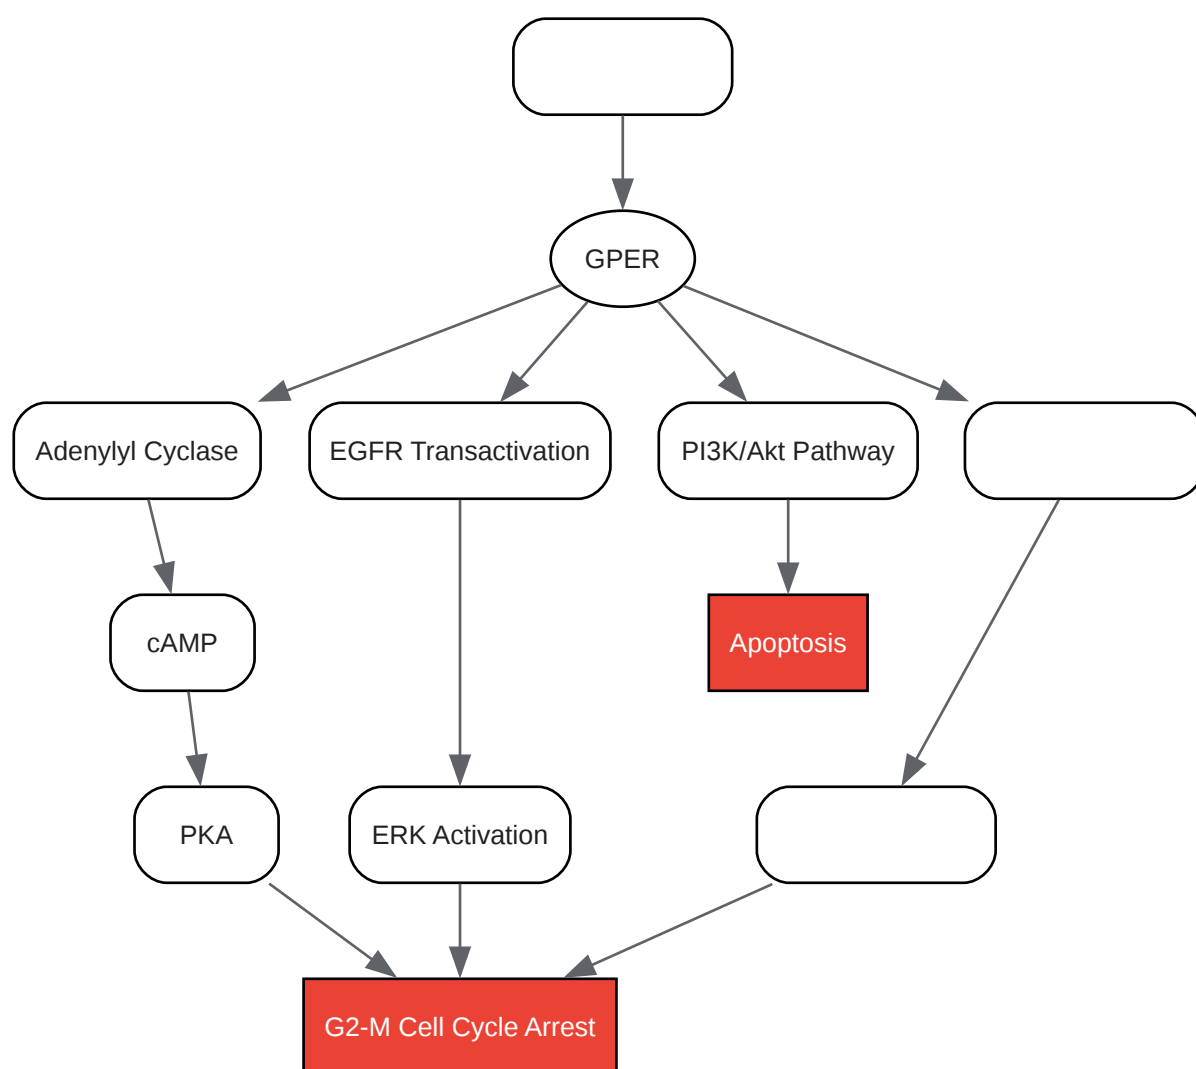 GPER
Adenylyl Cyclase
EGFR Transactivation
PI3K/Akt Pathway
cAMP
Apoptosis
PKA
ERK Activation
G2-M Cell Cycle Arrest